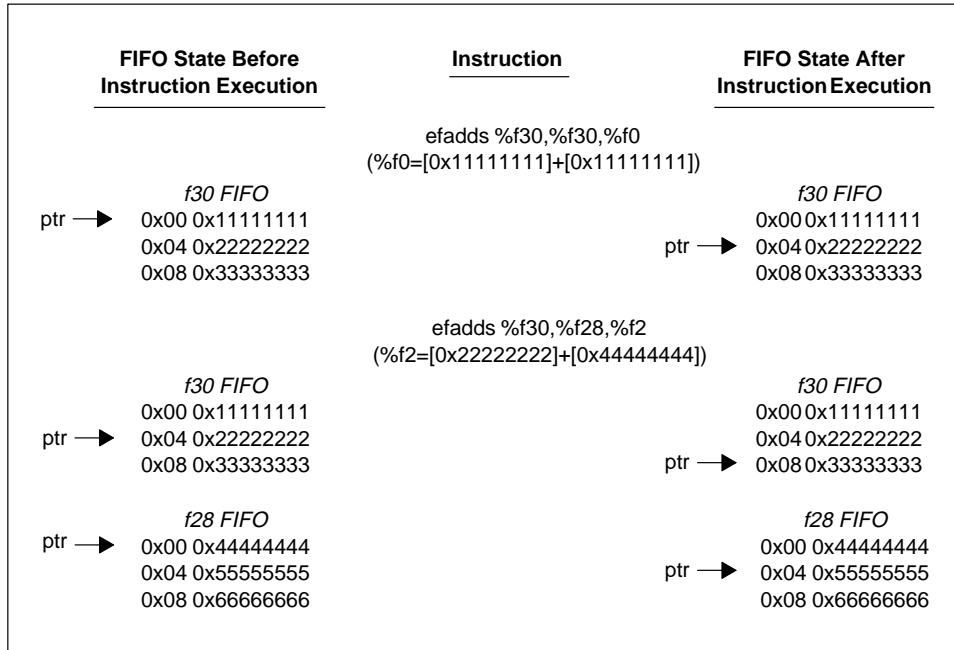 FIFO State Before
Instruction Execution
Instruction
FIFO State After
Instruction Execution
efadds %f30,%f30,%f0
(%f0=[0x11111111]+[0x11111111])
f30 FIFO
ptr 0x00 0x11111111
0x04 0x22222222
0x08 0x33333333
f30 FIFO
0x00 0x11111111
ptr 0x04 0x22222222
0x08 0x33333333
efadds %f30,%f28,%f2
(%f2=[0x22222222]+[0x44444444])
f30 FIFO
0x00 0x11111111
ptr 0x04 0x22222222
0x08 0x33333333
f30 FIFO
0x00 0x11111111
0x04 0x22222222
ptr 0x08 0x33333333
f28 FIFO
ptr 0x00 0x44444444
0x04 0x55555555
0x08 0x66666666
f28 FIFO
0x00 0x44444444
ptr 0x04 0x55555555
0x08 0x66666666